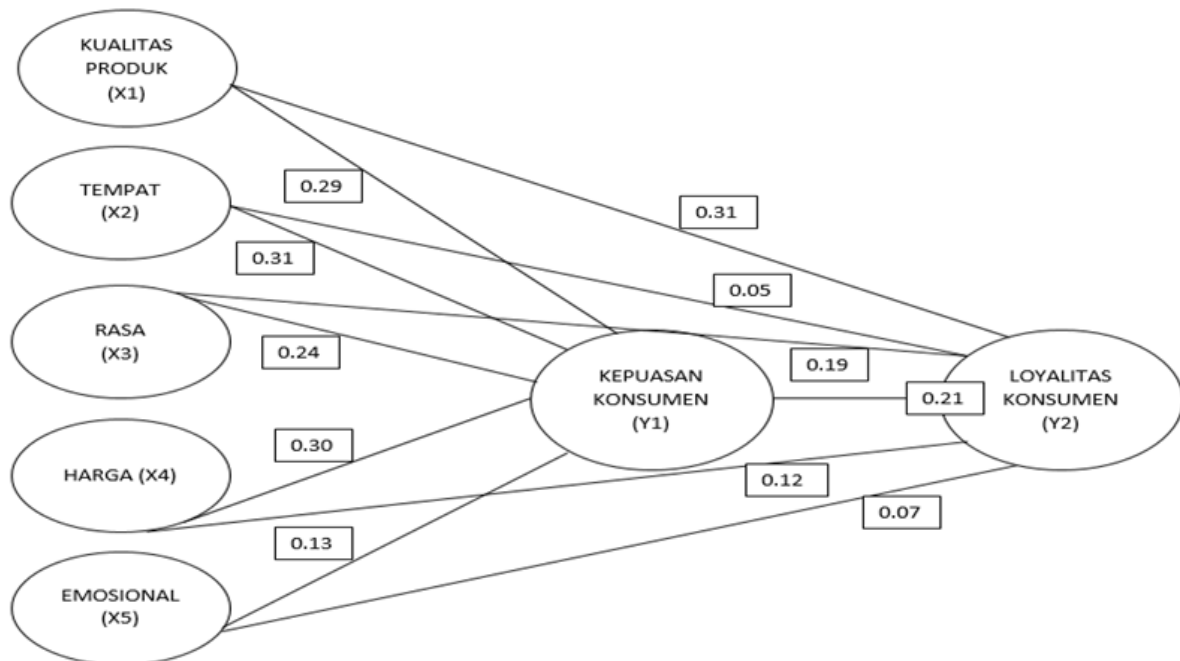 KUALITAS
PRODUK
(X1)
TEMPAT
(X2)
RASA
(X3)
HARGA (X4)
EMOSIONAL
(X5)
0.29
0.31
0.24
0.30
0.13
KEPUASAN
KONSUMEN
(Y1)
0.31
0.05
0.19
0.21
0.12
0.07
LOYALITAS
KONSUMEN
(Y2)